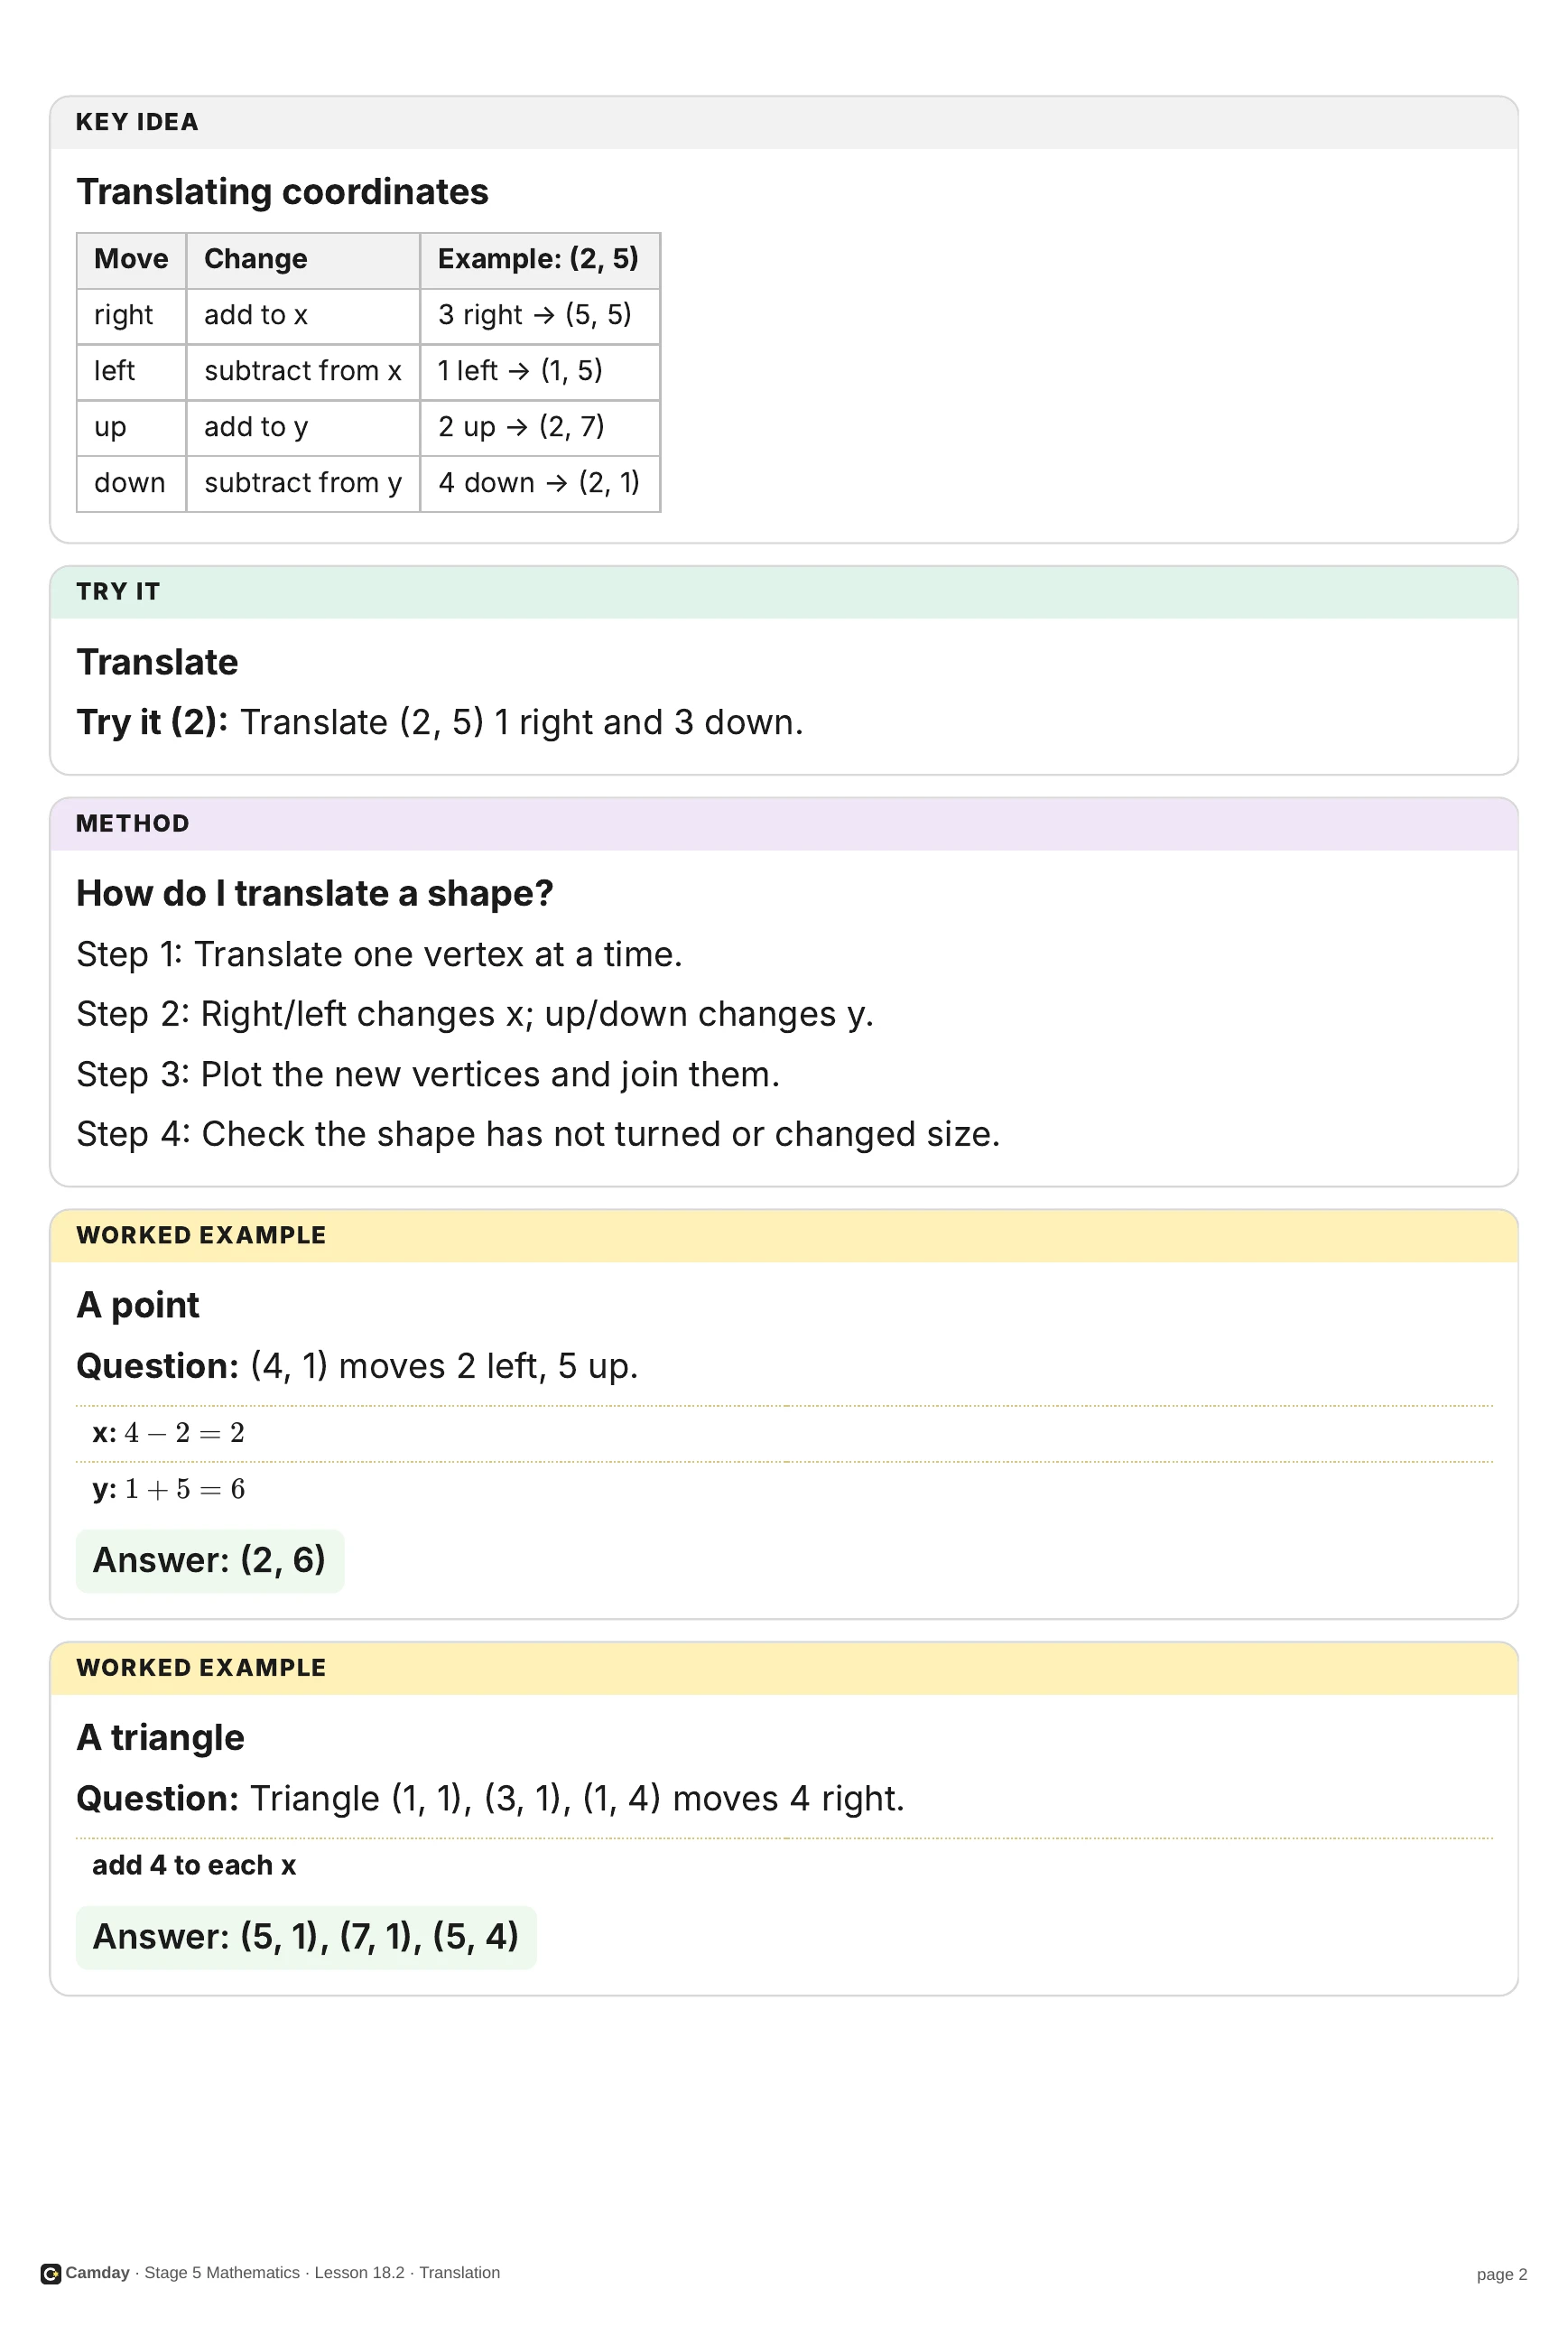 KEY IDEA
Translating coordinates
Move Change Example: (2, 5)
right add to x 3 right → (5, 5)
left subtract from x 1 left → (1, 5)
up add to y 2 up → (2, 7)
down subtract from y 4 down → (2, 1)
TRY IT
Translate
Try it (2): Translate (2, 5) 1 right and 3 down.
METHOD
How do I translate a shape?
Step 1: Translate one vertex at a time.
Step 2: Right/left changes x; up/down changes y.
Step 3: Plot the new vertices and join them.
Step 4: Check the shape has not turned or changed size.
WORKED EXAMPLE
A point
Question: (4, 1) moves 2 left, 5 up.
x: 4 − 2 = 2
y: 1 + 5 = 6
Answer: (2, 6)
WORKED EXAMPLE
A triangle
Question: Triangle (1, 1), (3, 1), (1, 4) moves 4 right.
add 4 to each x
Answer: (5, 1), (7, 1), (5, 4)
Camday · Stage 5 Mathematics · Lesson 18.2 · Translation page 2